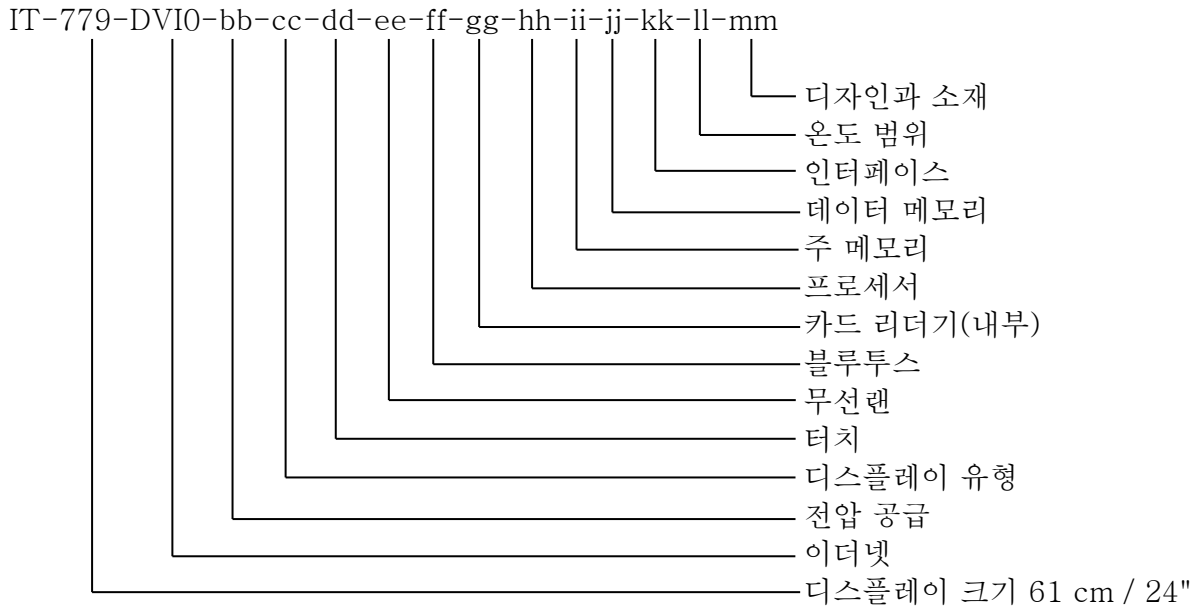 IT-779-DVI0-bb-cc-dd-ee-ff-gg-hh-ii-jj-kk-ll-mm
디자인과 소재
온도 범위
인터페이스
데이터 메모리
주 메모리
프로세서
카드 리더기(내부)
블루투스
무선랜
터치
디스플레이 유형
전압 공급
이더넷
디스플레이 크기 61 cm / 24"